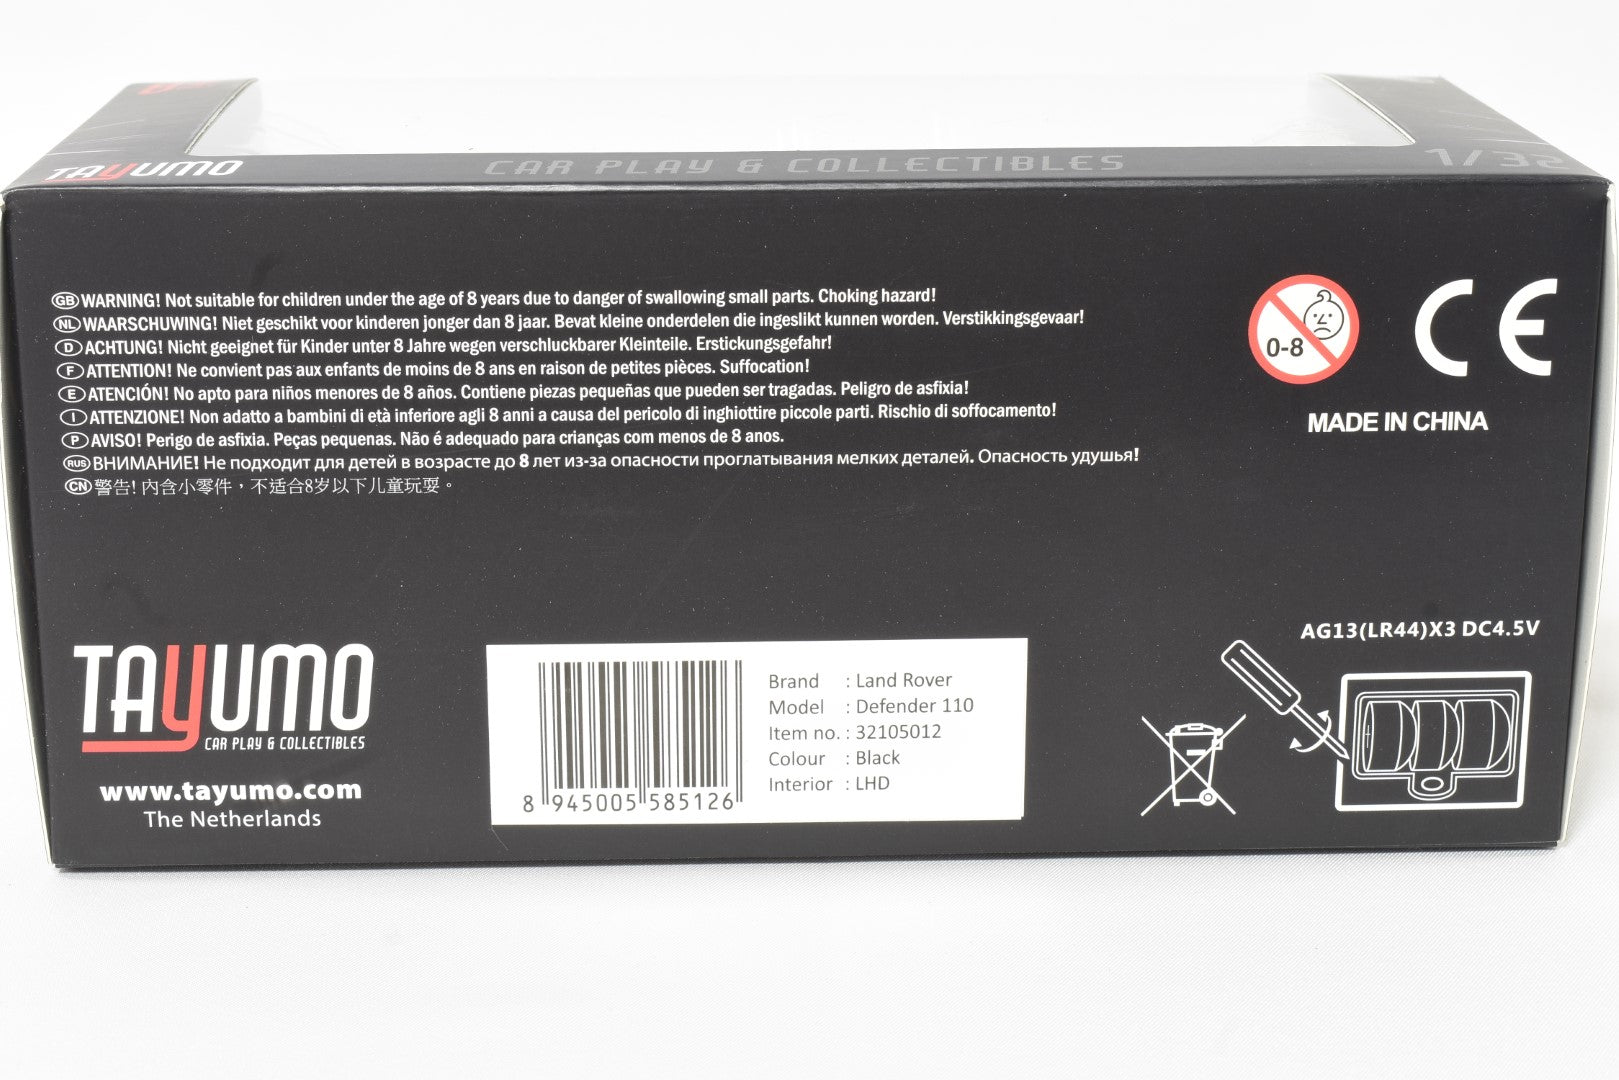 TAYUMO CAR PLAY & COLLECTIBLES 1/32
GB WARNING! Not suitable for children under the age of 8 years due to danger of swallowing small parts. Choking hazard!
NL WAARSCHUWING! Niet geschikt voor kinderen jonger dan 8 jaar. Bevat kleine onderdelen die ingeslikt kunnen worden. Verstikkingsgevaar!
D ACHTUNG! Nicht geeignet für Kinder unter 8 Jahre wegen verschluckbarer Kleinteile. Erstickungsgefahr!
F ATTENTION! Ne convient pas aux enfants de moins de 8 ans en raison de petites pièces. Suffocation!
E ATENCIÓN! No apto para niños menores de 8 años. Contiene piezas pequeñas que pueden ser tragadas. Peligro de asfixia!
I ATTENZIONE! Non adatto a bambini di età inferiore agli 8 anni a causa del pericolo di inghiottire piccole parti. Rischio di soffocamento!
P AVISO! Perigo de asfixia. Peças pequenas. Não é adequado para crianças com menos de 8 anos.
RUS ВНИМАНИЕ! Не подходит для детей в возрасте до 8 лет из-за опасности проглатывания мелких деталей. Опасность удушья!
CN 警告! 内含小零件，不适合8岁以下儿童玩耍。
0-8
CE
MADE IN CHINA
TAYUMO
CAR PLAY & COLLECTIBLES
www.tayumo.com
The Netherlands
8 945005 585126
Brand : Land Rover
Model : Defender 110
Item no. : 32105012
Colour : Black
Interior : LHD
AG13(LR44)X3 DC4.5V